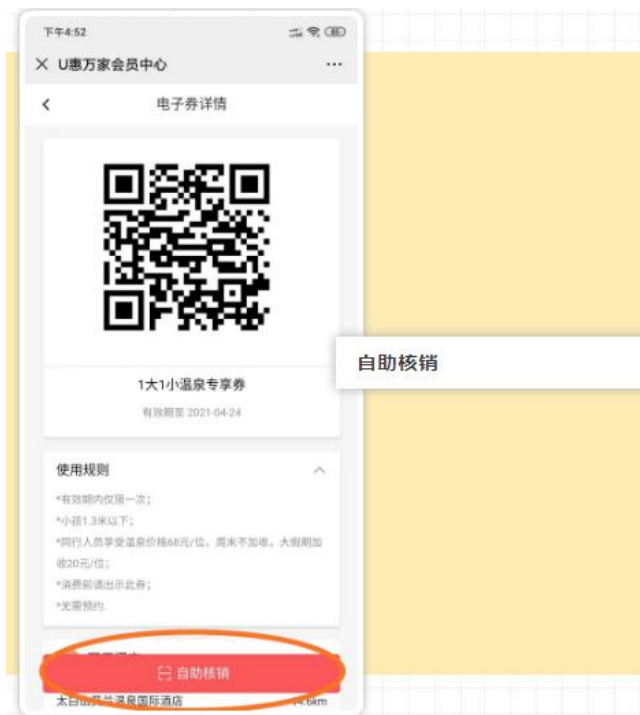 下午4:52
U惠万家会员中心
电子券详情
1大1小温泉专享券
有效期至 2021-04-24
使用规则
*有效期内仅限一次；
*小孩1.3米以下；
*同行人员享受温泉价格68元/位，周末不加收，大假期加
收20元/位；
*消费前请出示此券；
*无需预约.
自助核销
太白山
温泉国际酒店
自助核销